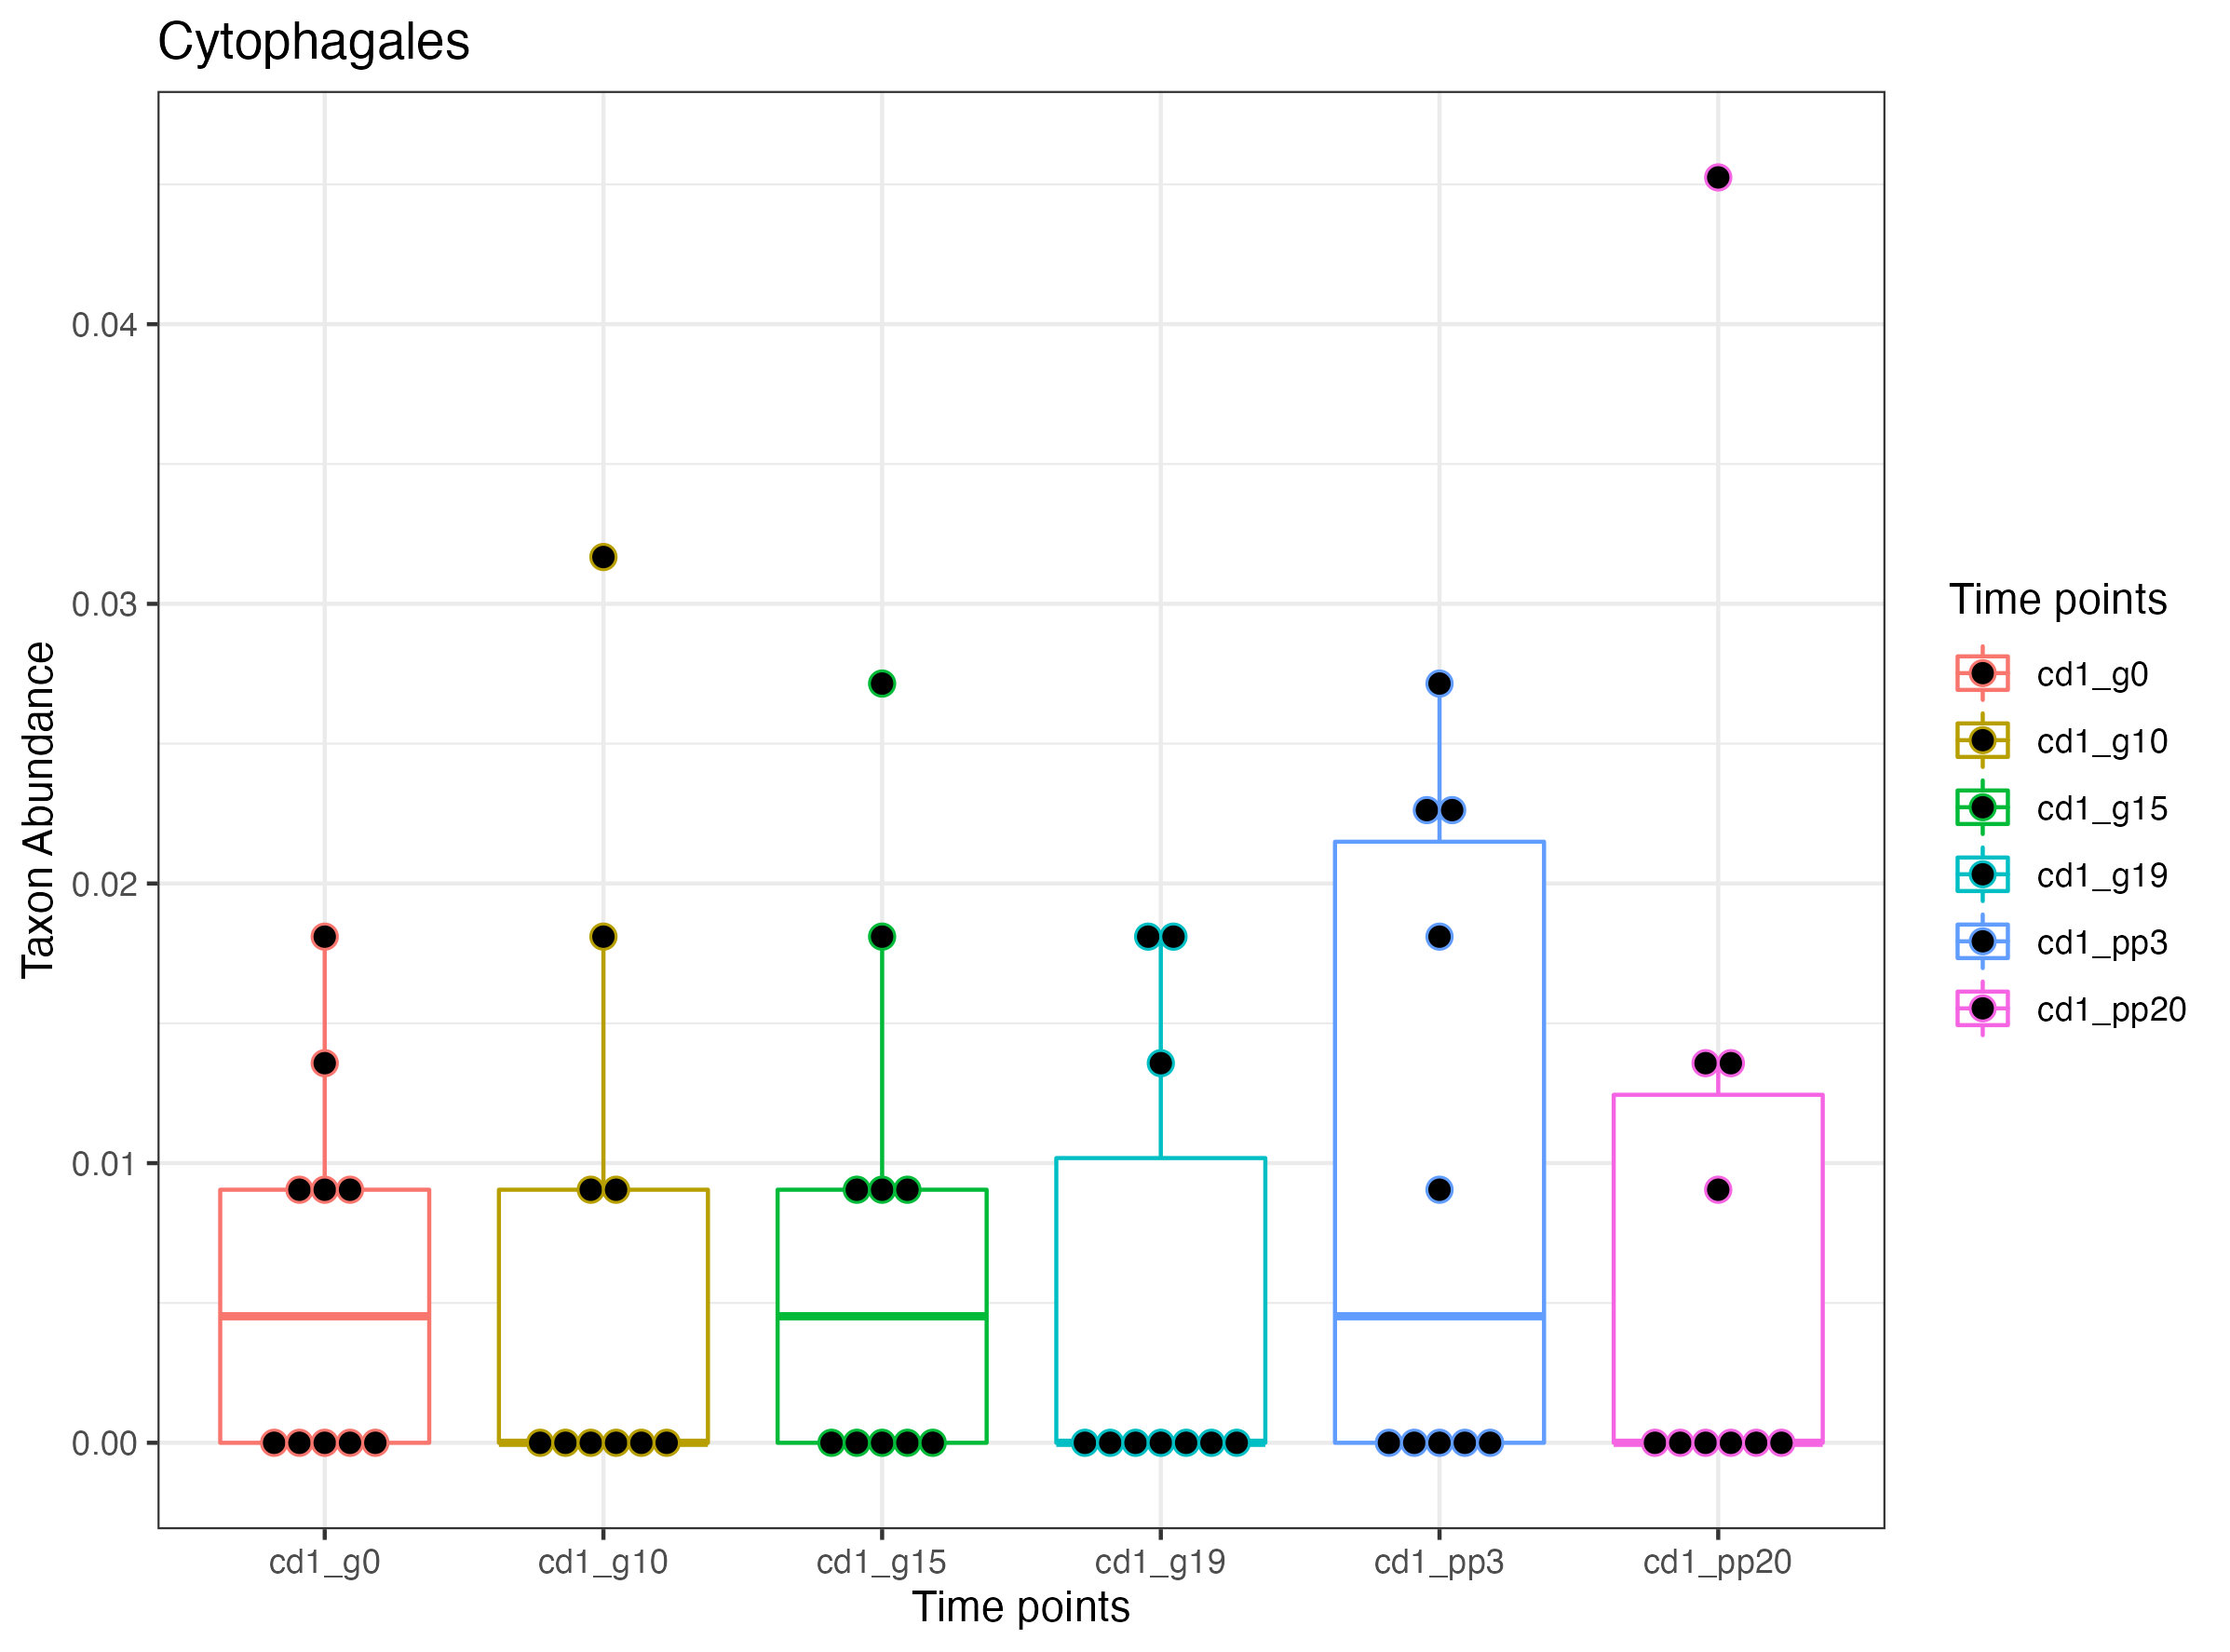 Cytophagales
Taxon Abundance
0.04
0.03
0.02
0.01
0.00
cd1_g0 cd1_g10 cd1_g15 cd1_g19 cd1_pp3 cd1_pp20
Time points
Time points
cd1_g0
cd1_g10
cd1_g15
cd1_g19
cd1_pp3
cd1_pp20